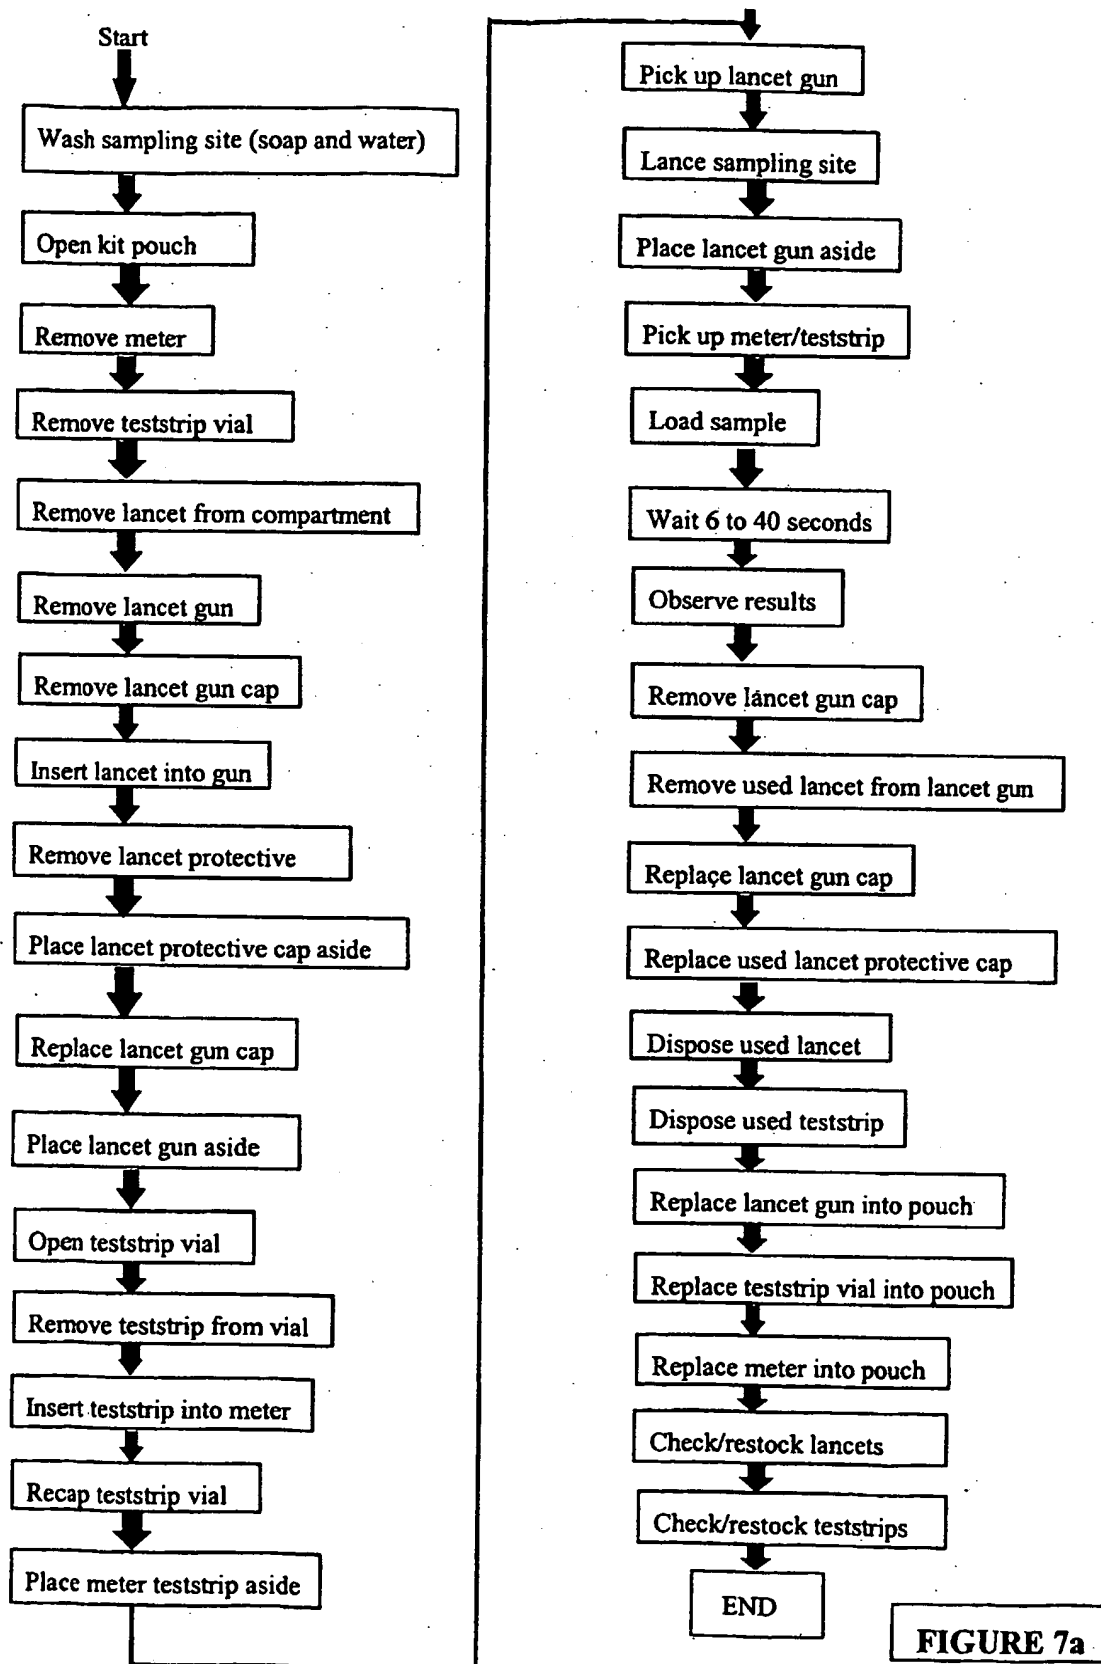 Start
Wash sampling site (soap and water)
Open kit pouch
Remove meter
Remove teststrip vial
Remove lancet from compartment
Remove lancet gun
Remove lancet gun cap
Insert lancet into gun
Remove lancet protective
Place lancet protective cap aside
Replace lancet gun cap
Place lancet gun aside
Open teststrip vial
Remove teststrip from vial
Insert teststrip into meter
Recap teststrip vial
Place meter teststrip aside
Pick up lancet gun
Lance sampling site
Place lancet gun aside
Pick up meter/teststrip
Load sample
Wait 6 to 40 seconds
Observe results
Remove lancet gun cap
Remove used lancet from lancet gun
Replace lancet gun cap
Replace used lancet protective cap
Dispose used lancet
Dispose used teststrip
Replace lancet gun into pouch
Replace teststrip vial into pouch
Replace meter into pouch
Check/restock lancets
Check/restock teststrips
END
FIGURE 7a